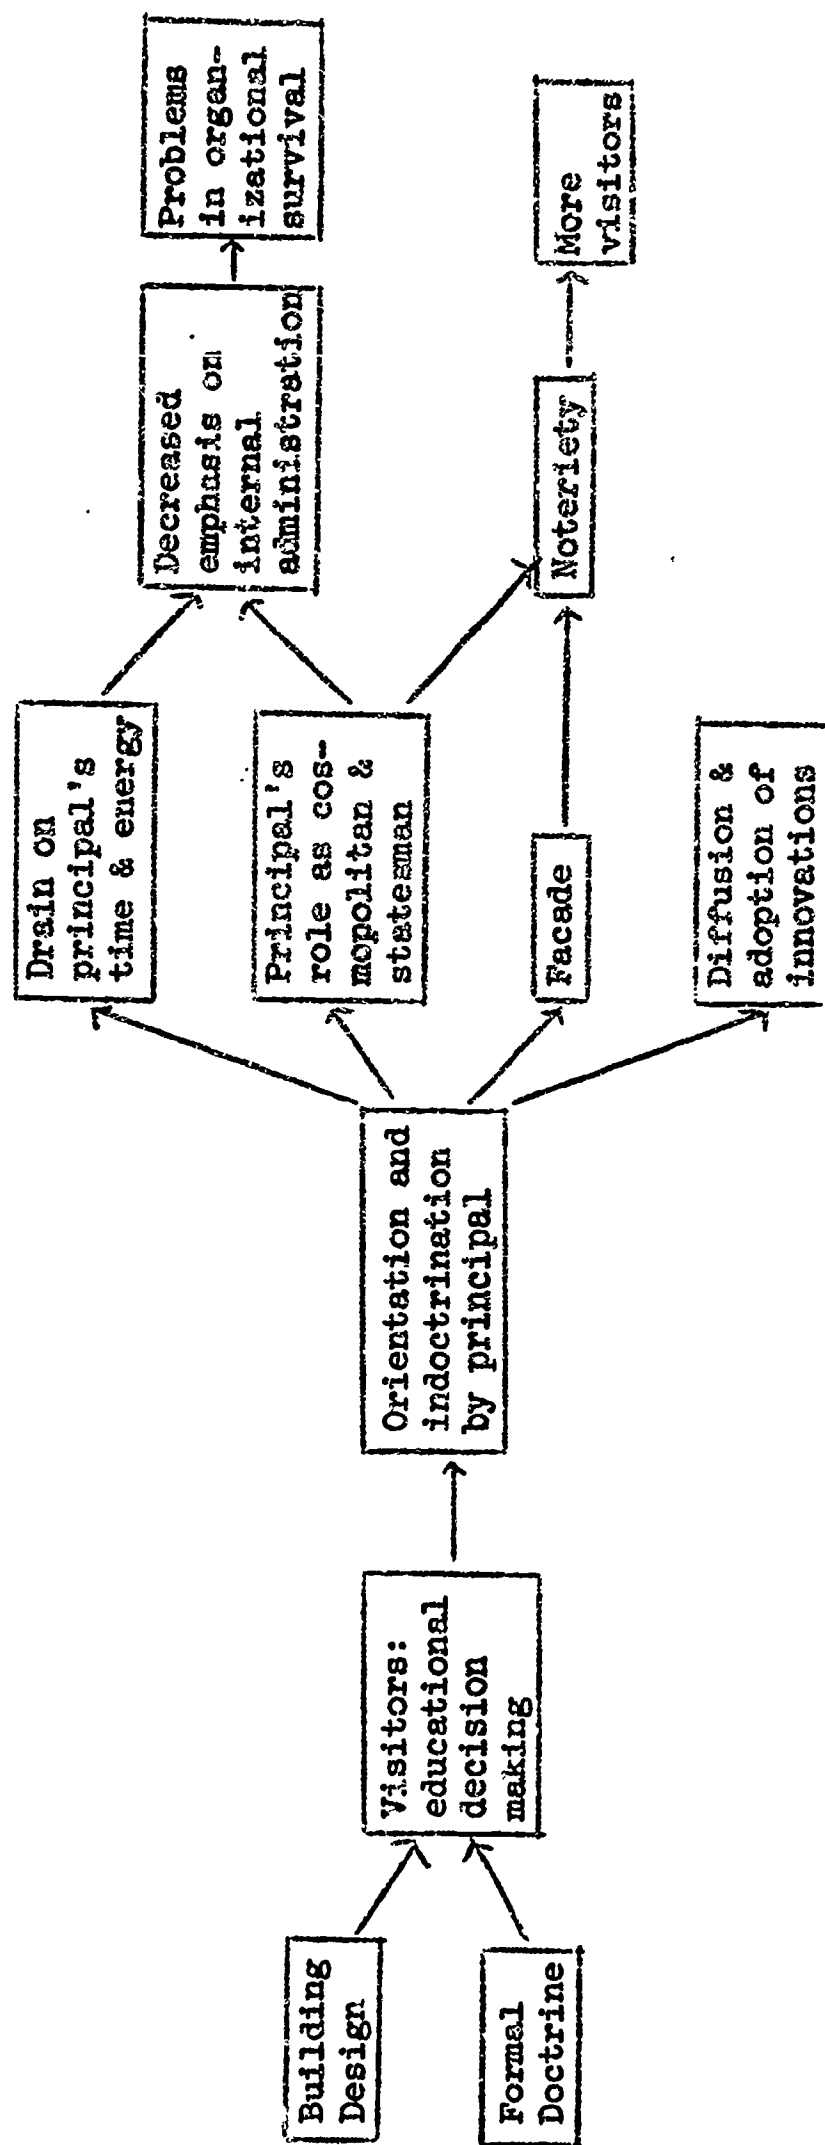 Building
Design
Formal
Doctrine
Visitors:
educational
decision
making
Orientation and
indoctrination
by principal
Drain on
principal's
time & energy
Principal's
role as cos-
mopolitan &
statesman
Facade
Diffusion &
adoption of
innovations
Decreased
emphasis on
internal
administration
Noteriety
Problems
in organ-
izational
survival
More
visitors